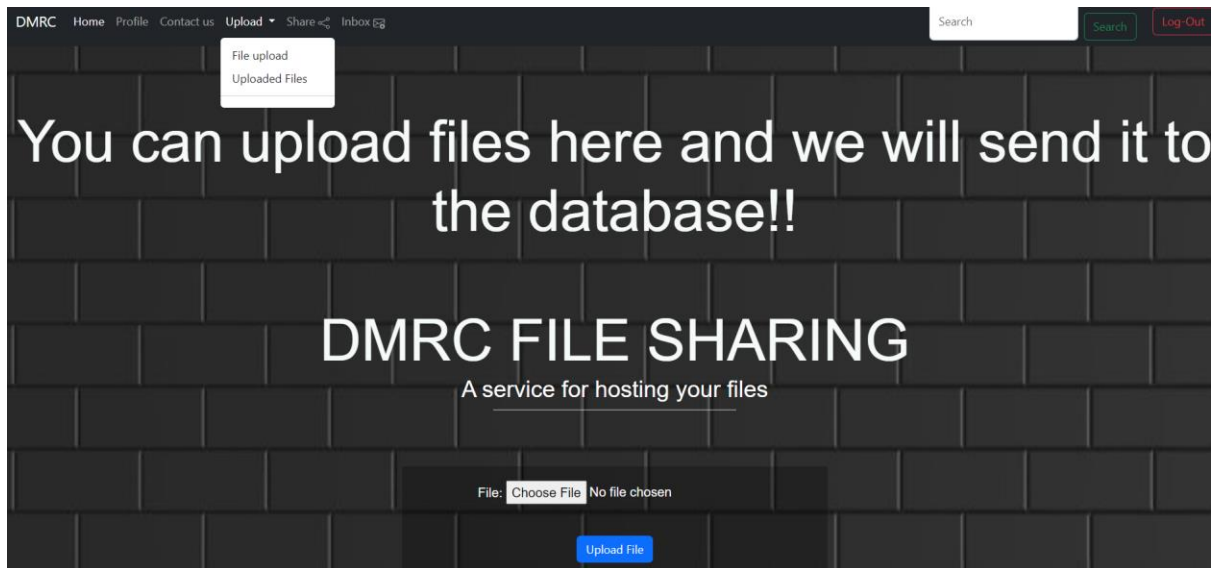 DMRC Home Profile Contact us Upload Share Inbox Search Search Log-Out
File upload
Uploaded Files
You can upload files here and we will send it to
the database!!
DMRC FILE SHARING
A service for hosting your files
File: Choose File No file chosen
Upload File